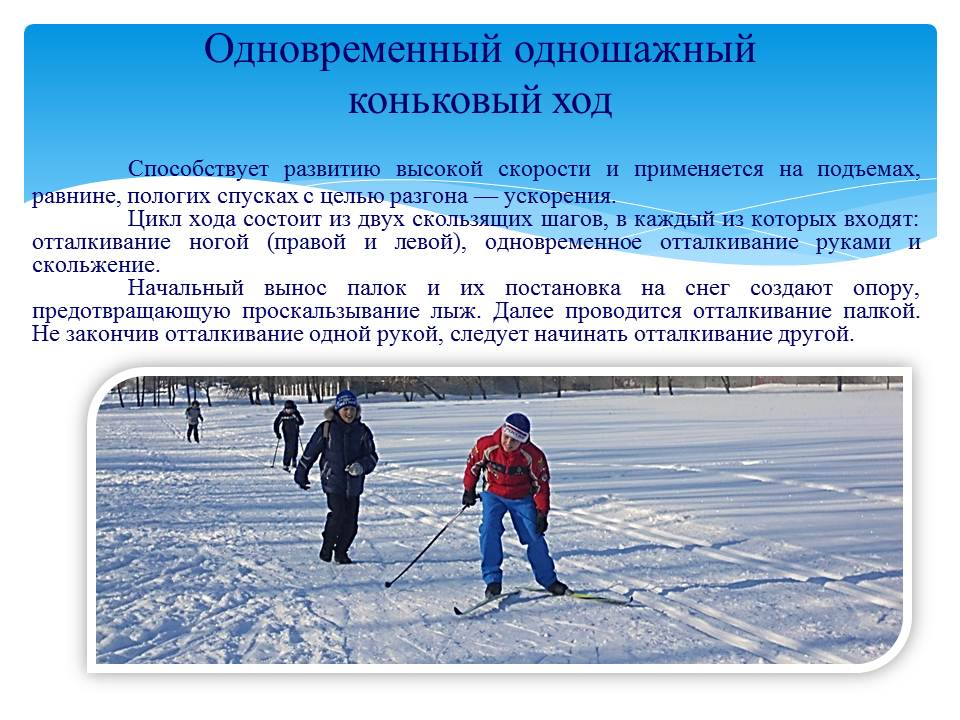 Одновременный одношажный
коньковый ход
Способствует развитию высокой скорости и применяется на подъемах,
равнине, пологих спусках с целью разгона — ускорения.
Цикл хода состоит из двух скользящих шагов, в каждый из которых входят:
отталкивание ногой (правой и левой), одновременное отталкивание руками и
скольжение.
Начальный вынос палок и их постановка на снег создают опору,
предотвращающую проскальзывание лыж. Далее проводится отталкивание палкой.
Не закончив отталкивание одной рукой, следует начинать отталкивание другой.